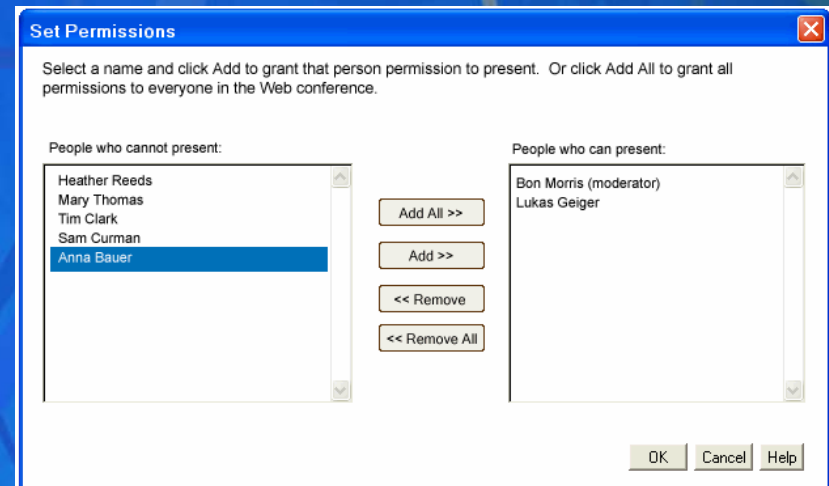 Set Permissions
Select a name and click Add to grant that person permission to present. Or click Add All to grant all
permissions to everyone in the Web conference.
People who cannot present:
Heather Reeds
Mary Thomas
Tim Clark
Sam Curman
Anna Bauer
Add All >>
Add >>
<< Remove
<< Remove All
People who can present:
Bon Morris (moderator)
Lukas Geiger
OK
Cancel
Help